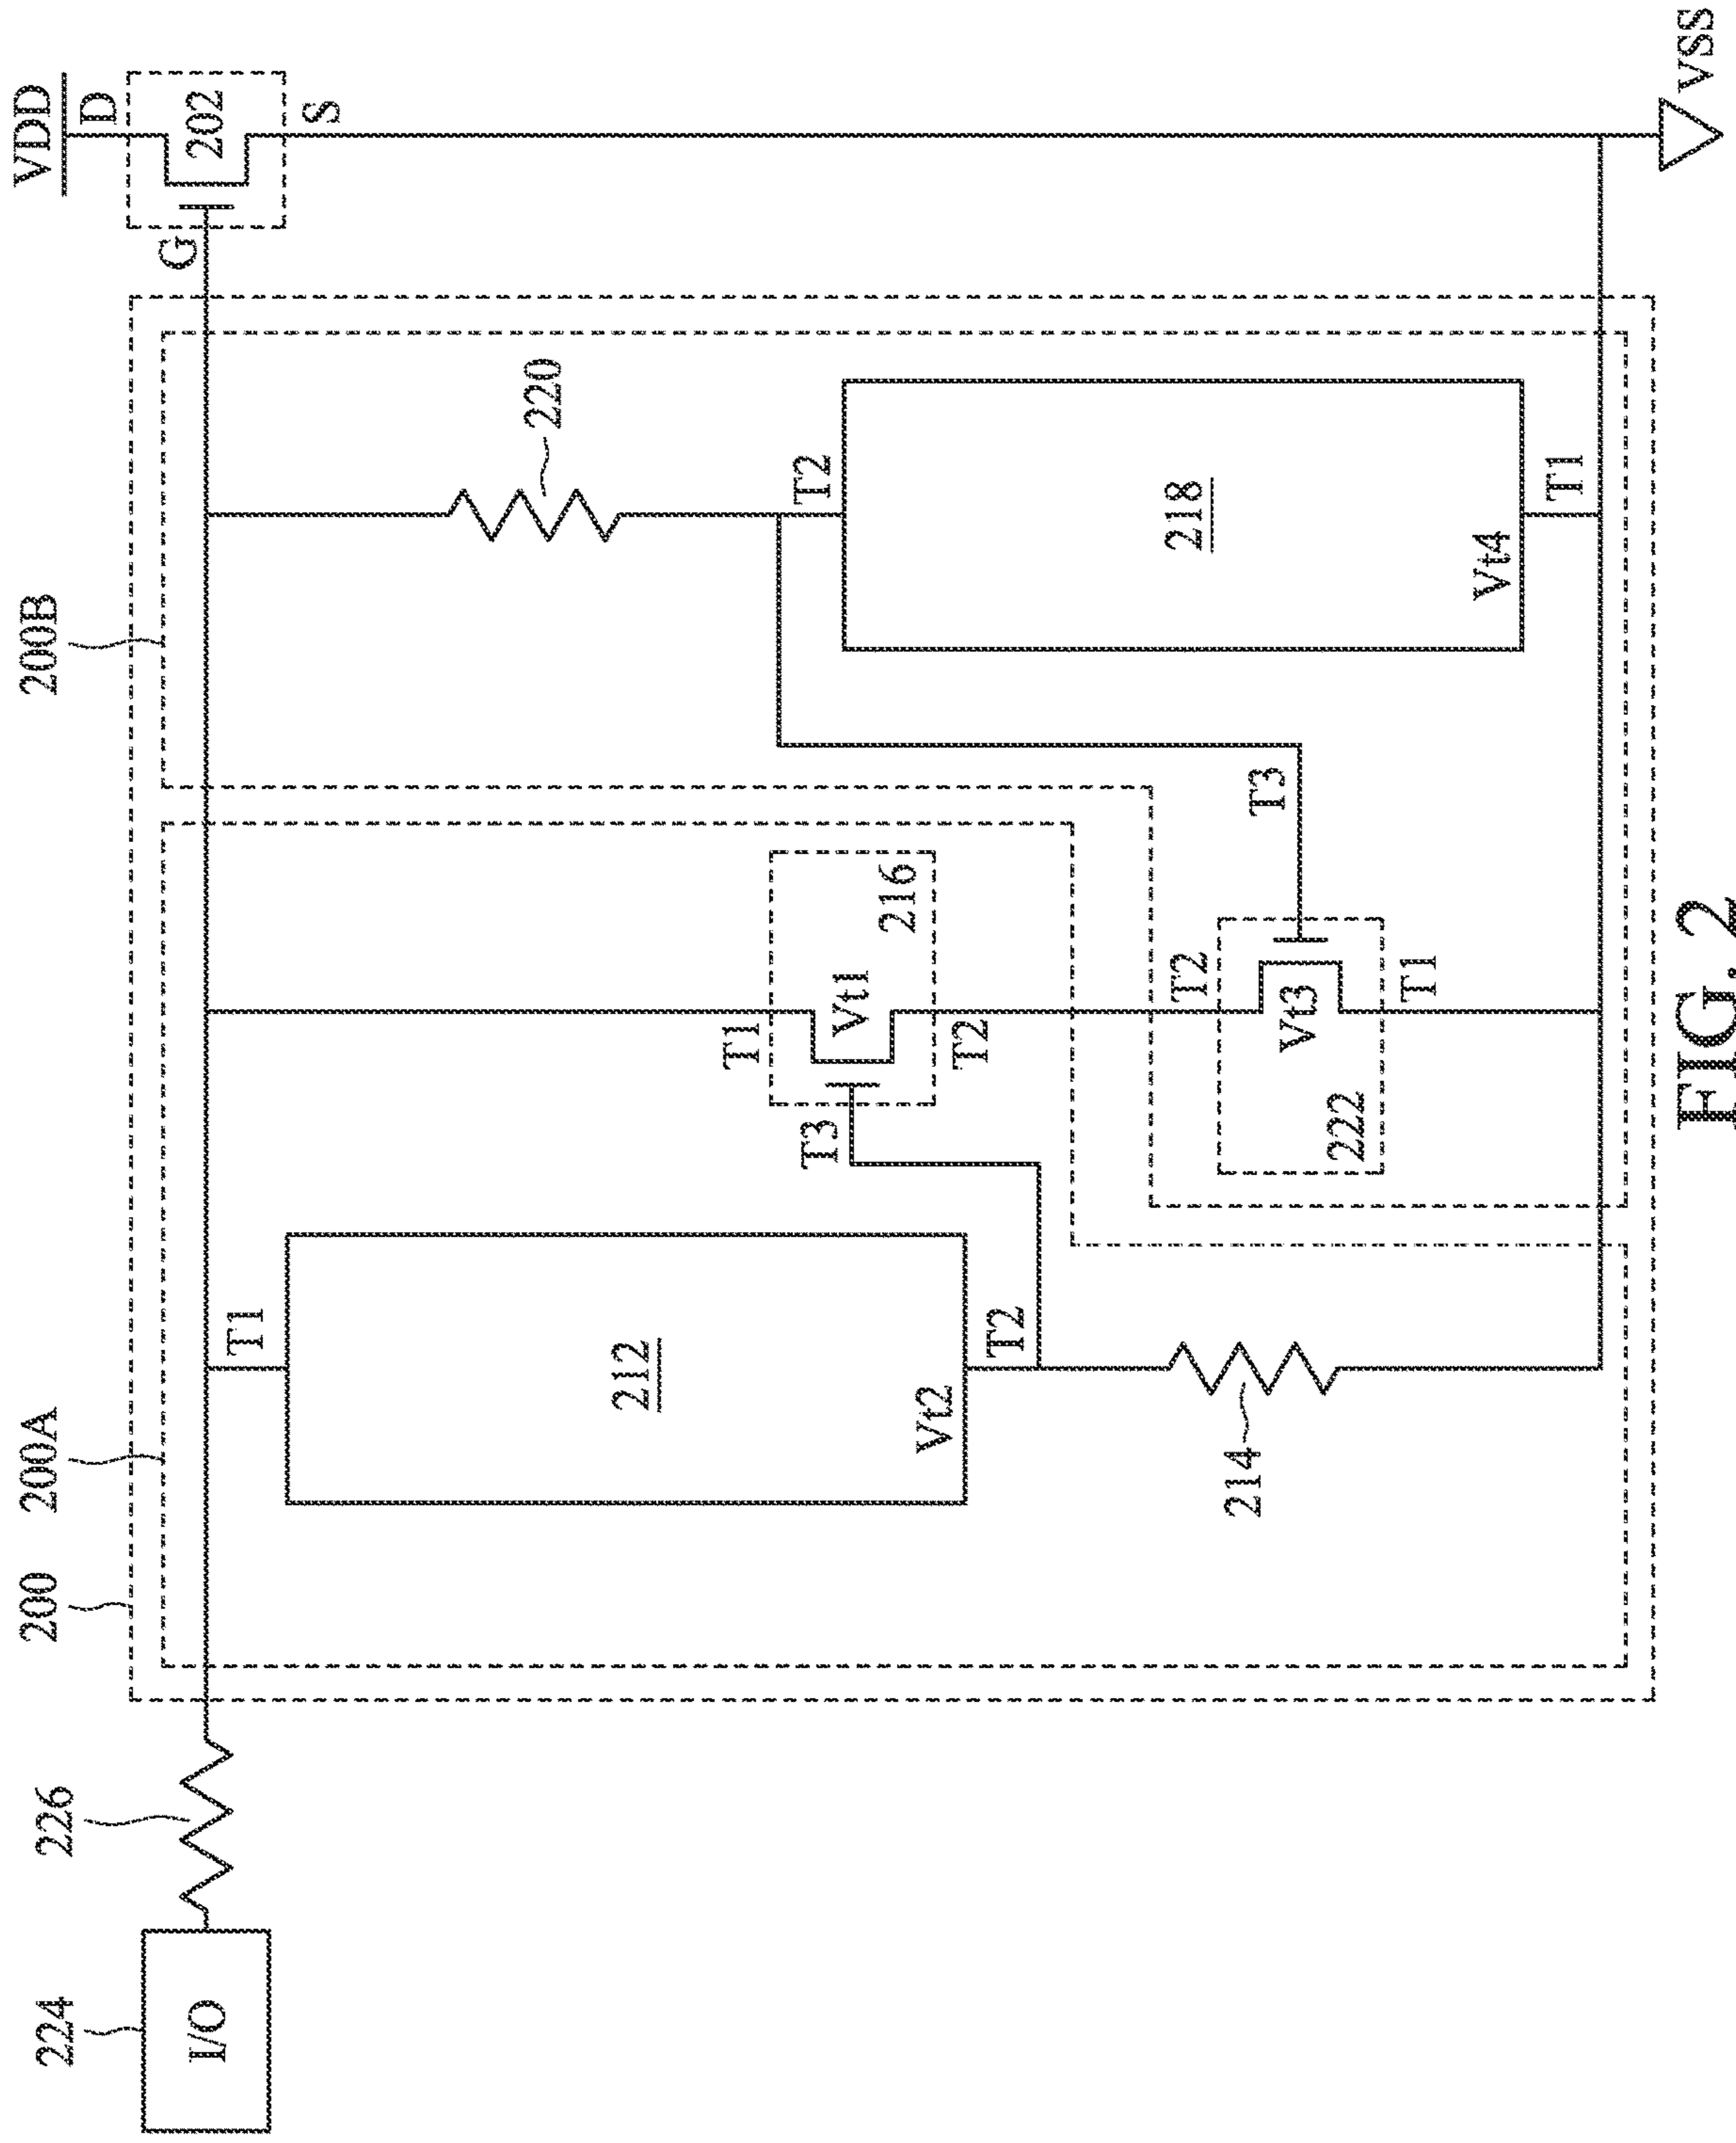 224
I/O
226
200
200A
200B
VDD
D
G
202
S
T1
212
Vt2
T2
214
T1
T3
Vt1
216
T2
220
T2
218
Vt4
T1
T3
T2
Vt3
222
T1
VSS
FIG. 2